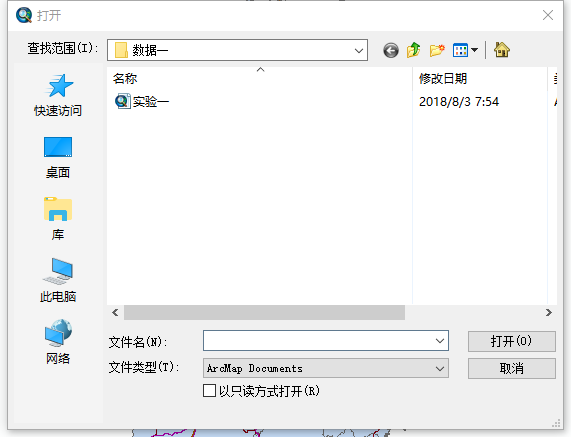 打开
查找范围(I): 数据一
名称 修改日期
实验一 2018/8/3 7:54
快速访问
桌面
库
此电脑
网络
文件名(N): 打开(O)
文件类型(T): ArcMap Documents 取消
以只读方式打开(R)